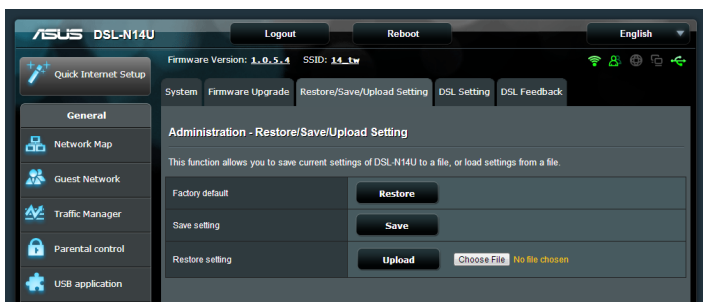 ASUS DSL-N14U Logout Reboot English
Firmware Version: 1.0.5.4 SSID: 14_tw
Quick Internet Setup
System Firmware Upgrade Restore/Save/Upload Setting DSL Setting DSL Feedback
General
Administration - Restore/Save/Upload Setting
Network Map
This function allows you to save current settings of DSL-N14U to a file, or load settings from a file.
Guest Network
Factory default Restore
Traffic Manager
Save setting Save
Parental control
Restore setting Upload Choose File No file chosen
USB application